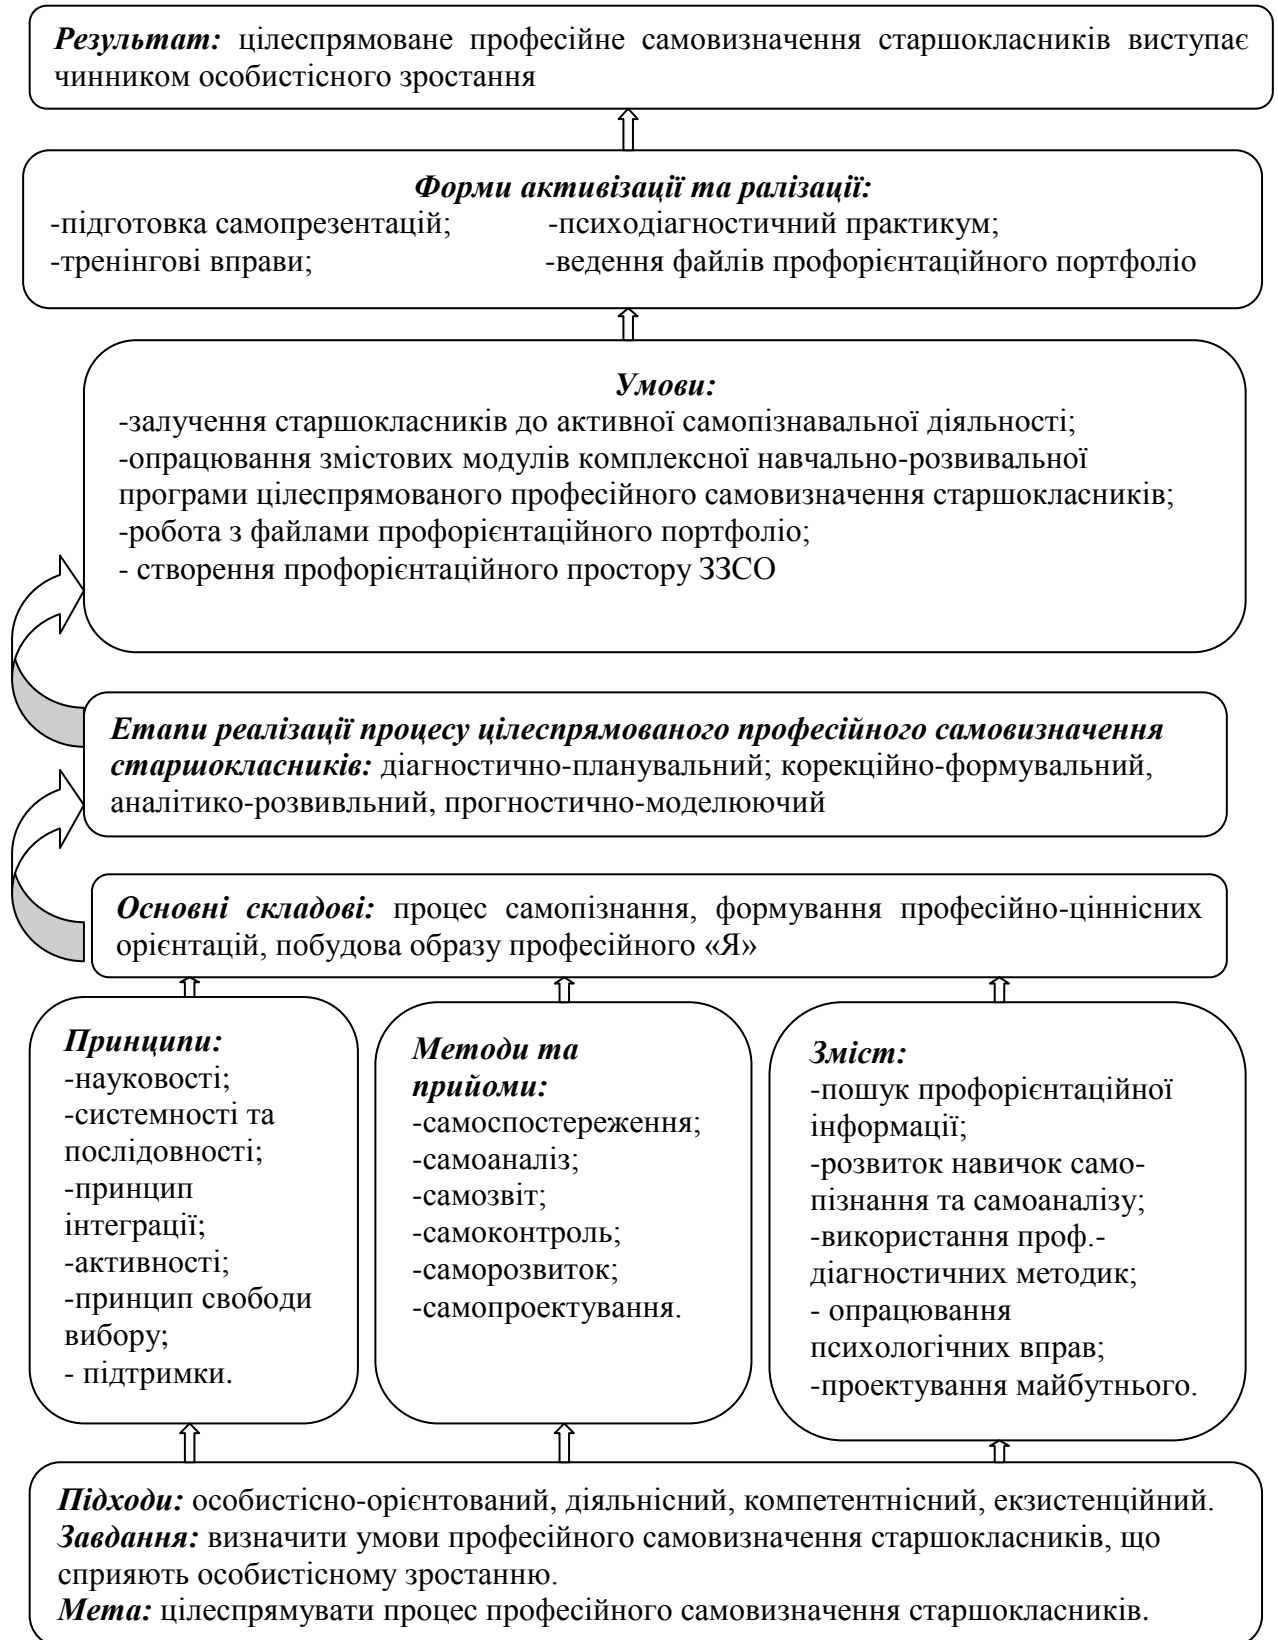 Результат: цілеспрямоване професійне самовизначення старшокласників виступає
чинником особистісного зростання
Форми активізації та ралізації:
-підготовка самопрезентацій; -психодіагностичний практикум;
-тренінгові вправи; -ведення файлів профорієнтаційного портфоліо
Умови:
-залучення старшокласників до активної самопізнавальної діяльності;
-опрацювання змістових модулів комплексної навчально-розвивальної
програми цілеспрямованого професійного самовизначення старшокласників;
-робота з файлами профорієнтаційного портфоліо;
- створення профорієнтаційного простору ЗЗСО
Етапи реалізації процесу цілеспрямованого професійного самовизначення
старшокласників: діагностично-планувальний; корекційно-формувальний,
аналітико-розвивльний, прогностично-моделюючий
Основні складові: процес самопізнання, формування професійно-ціннісних
орієнтацій, побудова образу професійного «Я»
Принципи:
-науковості;
-системності та
послідовності;
-принцип
інтеграції;
-активності;
-принцип свободи
вибору;
- підтримки.
Методи та
прийоми:
-самоспостереження;
-самоаналіз;
-самозвіт;
-самоконтроль;
-саморозвиток;
-самопроектування.
Зміст:
-пошук профорієнтаційної
інформації;
-розвиток навичок само-
пізнання та самоаналізу;
-використання проф.-
діагностичних методик;
- опрацювання
психологічних вправ;
-проектування майбутнього.
Підходи: особистісно-орієнтований, діяльнісний, компетентнісний, екзистенційний.
Завдання: визначити умови професійного самовизначення старшокласників, що
сприяють особистісному зростанню.
Мета: цілеспрямувати процес професійного самовизначення старшокласників.